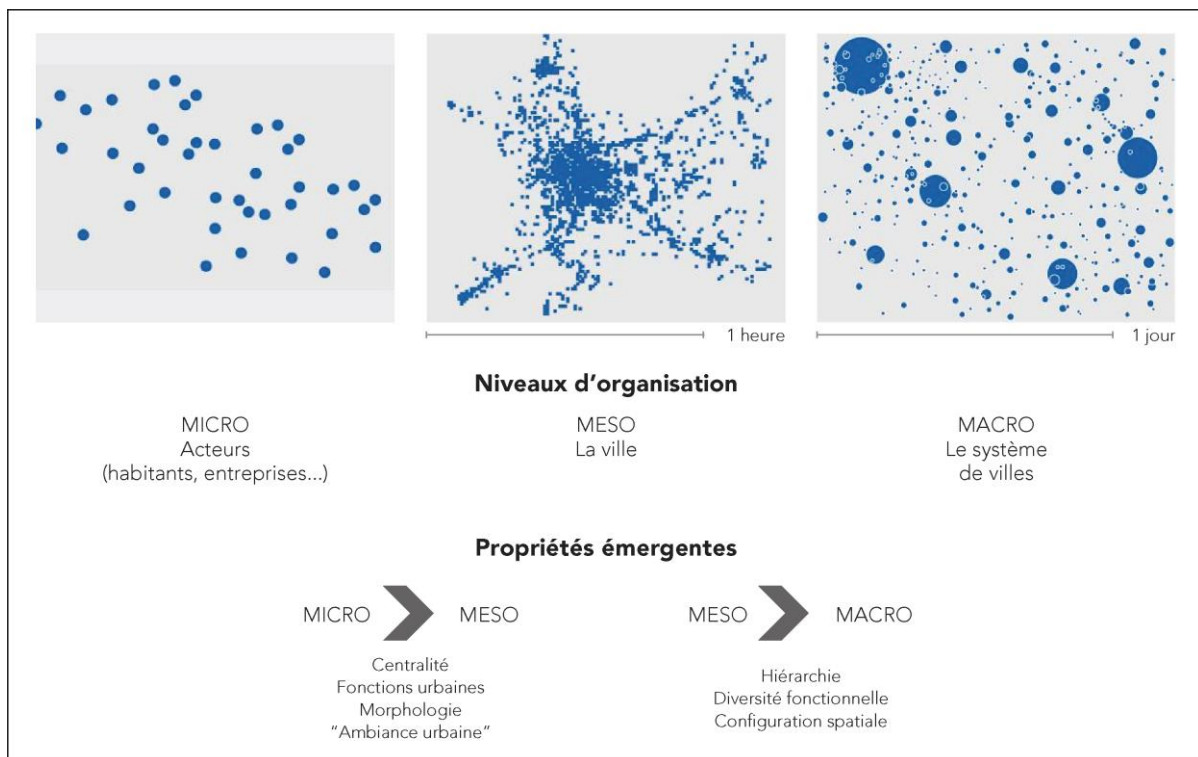 1 heure
1 jour
Niveaux d'organisation
MICRO
Acteurs
(habitants, entreprises...)
MESO
La ville
MACRO
Le système
de villes
Propriétés émergentes
MICRO
MESO
Centralité
Fonctions urbaines
Morphologie
“Ambiance urbaine”
MESO
MACRO
Hiérarchie
Diversité fonctionnelle
Configuration spatiale